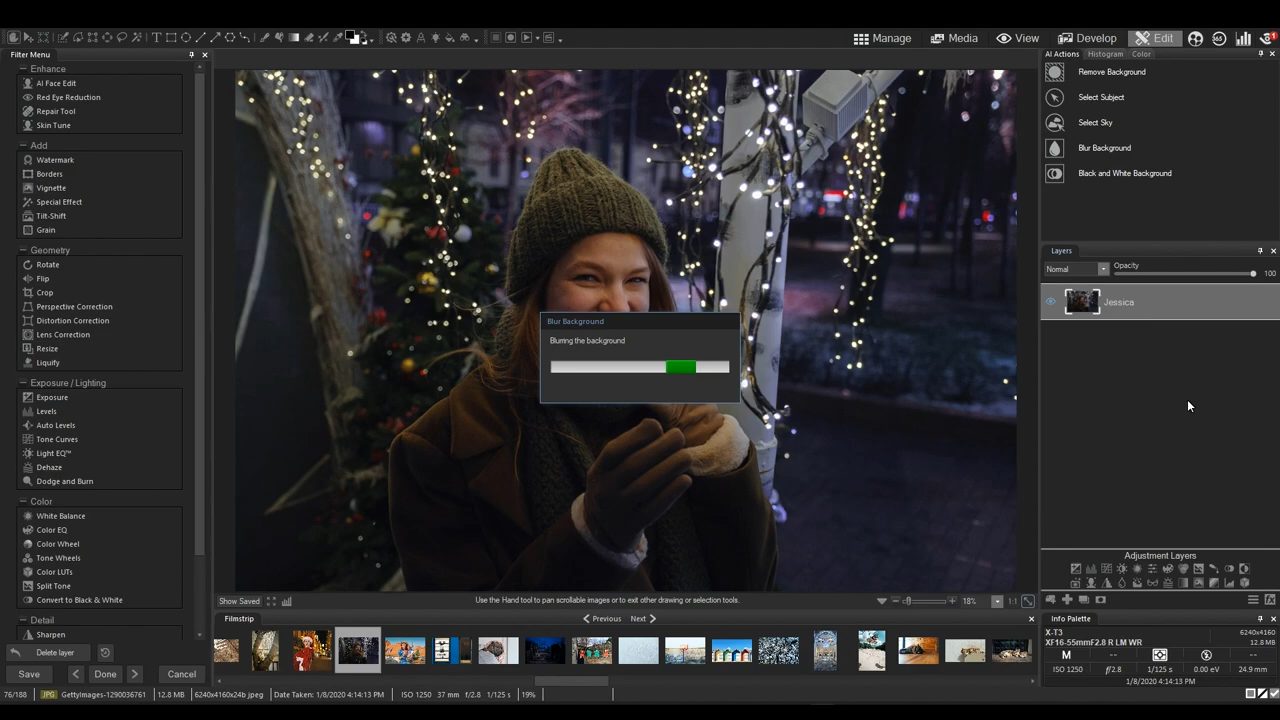 Manage
Media
View
Develop
Edit
365
1
Filter Menu
Enhance
AI Face Edit
Red Eye Reduction
Repair Tool
Skin Tune
Add
Watermark
Borders
Vignette
Special Effect
Tilt-Shift
Grain
Geometry
Rotate
Flip
Crop
Perspective Correction
Distortion Correction
Lens Correction
Resize
Liquify
Exposure / Lighting
Exposure
Levels
Auto Levels
Tone Curves
Light EQ™
Dehaze
Dodge and Burn
Color
White Balance
Color EQ
Color Wheel
Tone Wheels
Color LUTs
Split Tone
Convert to Black & White
Detail
Sharpen
Delete layer
Save
Done
Cancel
Blur Background
Blurring the background
AI Actions
Histogram
Color
Remove Background
Select Subject
Select Sky
Blur Background
Black and White Background
Layers
Normal
Opacity
100
Jessica
Adjustment Layers
Show Saved
Use the Hand tool to pan scrollable images or to exit other drawing or selection tools.
18%
1:1
Filmstrip
Previous
Next
Info Palette
X-T3
6240x4160
XF16-55mmF2.8 R LM WR
12.8 MB
M
--
ISO 1250
f/2.8
1/125 s
0.00 eV
24.9 mm
1/8/2020 4:14:13 PM
76/188
JPG
GettyImages-1290036761
12.8 MB
6240x4160x24b jpeg
Date Taken: 1/8/2020 4:14:13 PM
ISO 1250 37 mm f/2.8 1/125 s
19%